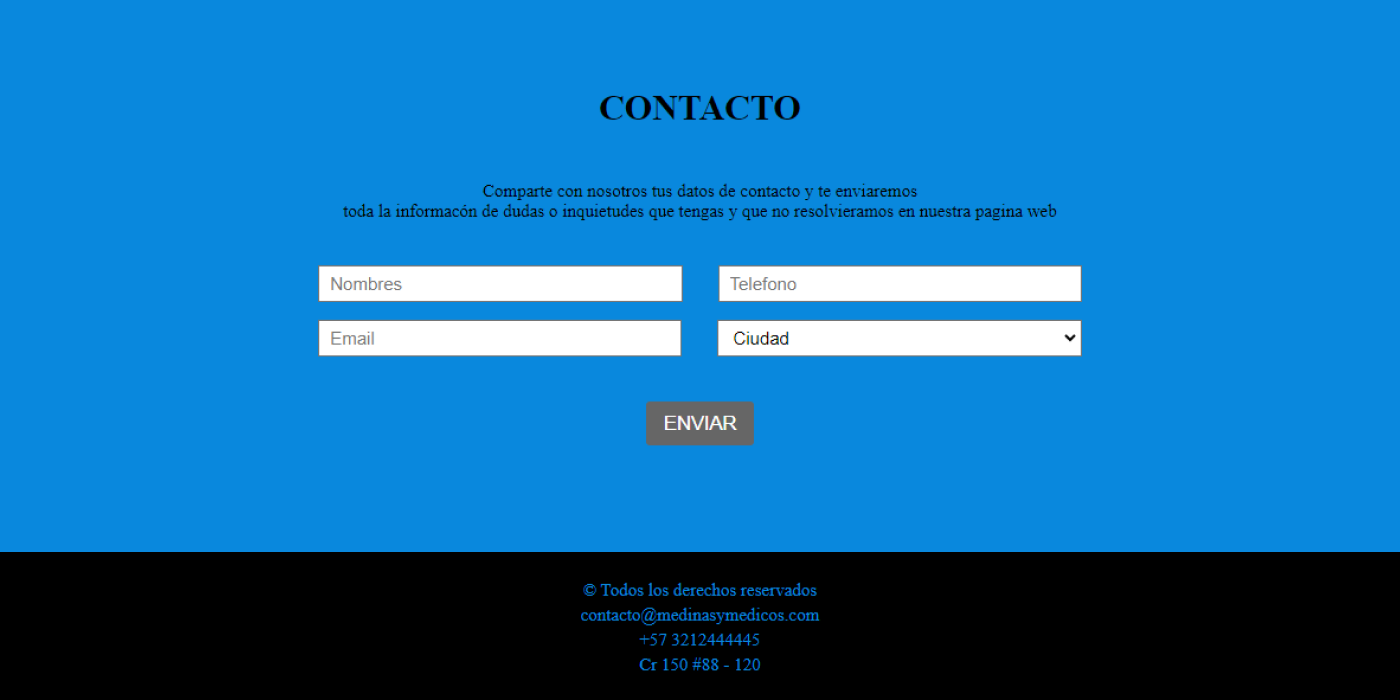 CONTACTO
Comparte con nosotros tus datos de contacto y te enviaremos
toda la informacón de dudas o inquietudes que tengas y que no resolvieramos en nuestra pagina web
Nombres
Telefono
Email
Ciudad
ENVIAR
© Todos los derechos reservados
contacto@medinasymedicos.com
+57 3212444445
Cr 150 #88 - 120